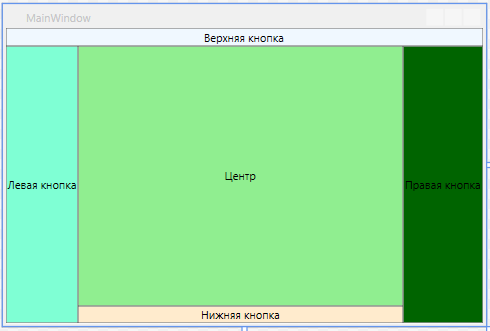 MainWindow
Верхняя кнопка
Левая кнопка
Центр
Правая кнопка
Нижняя кнопка